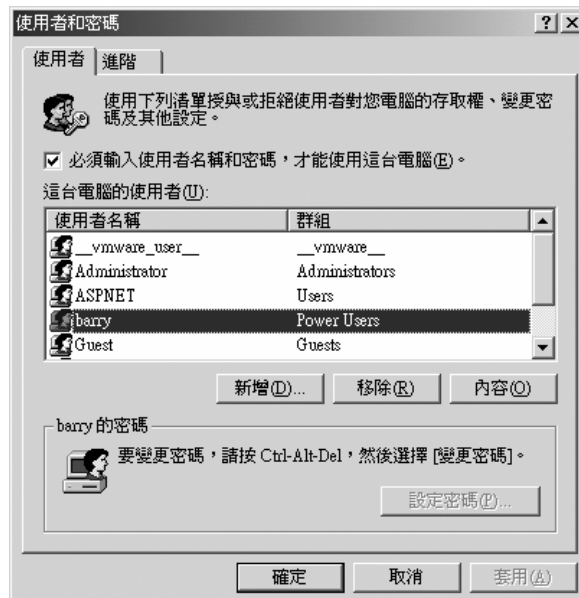 使用者和密碼
使用者 進階
使用下列清單授與或拒絕使用者對您電腦的存取權、變更密
碼及其他設定。
必須輸入使用者名稱和密碼，才能使用這台電腦(E)。
這台電腦的使用者(U):
使用者名稱 群組
__vmware_user__ __vmware__
Administrator Administrators
ASPNET Users
barry Power Users
Guest Guests
新增(D)... 移除(R) 內容(O)
barry 的密碼
要變更密碼，請按 Ctrl-Alt-Del，然後選擇 [變更密碼]。
設定密碼(P)...
確定 取消 套用(A)